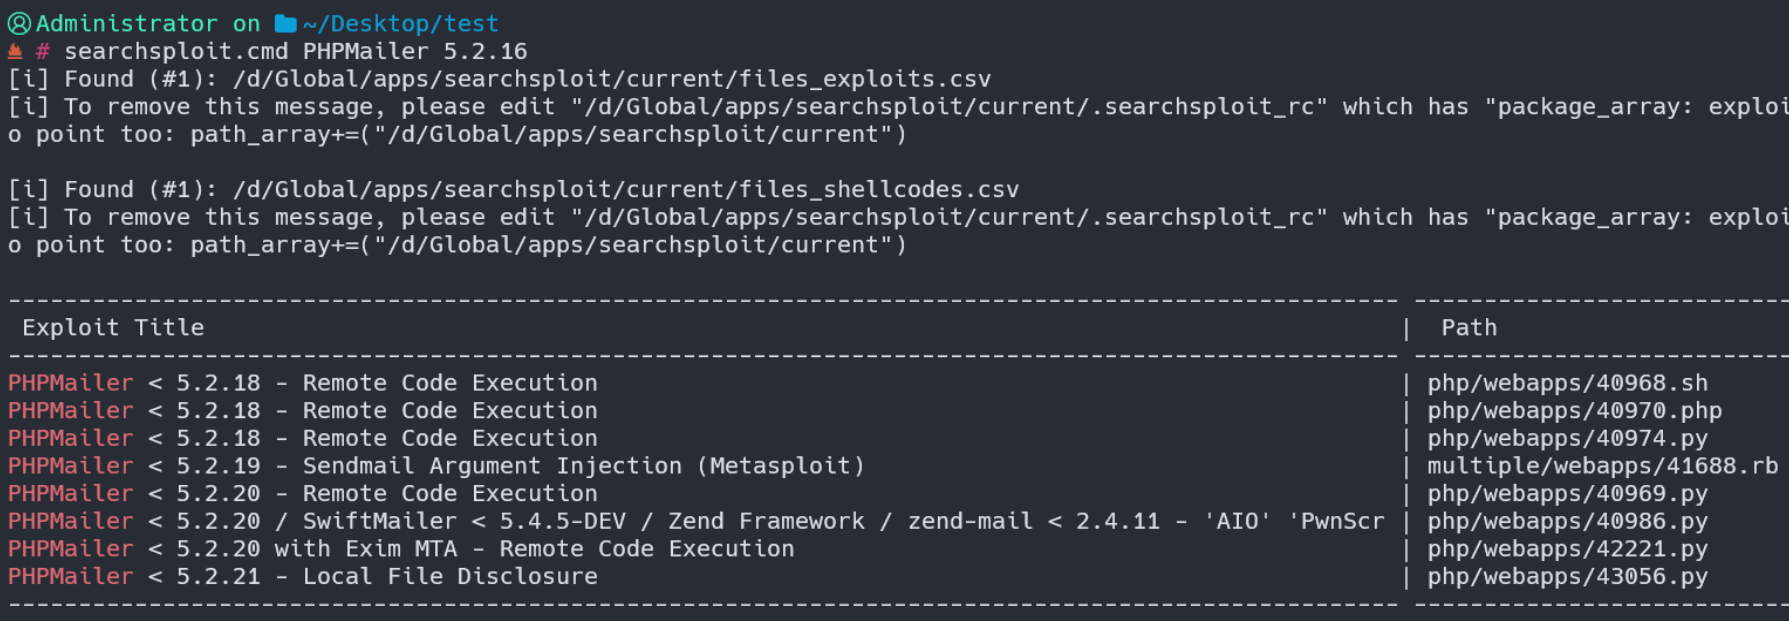 Administrator on ~/Desktop/test
# searchsploit.cmd PHPMailer 5.2.16
[i] Found (#1): /d/Global/apps/searchsploit/current/files_exploits.csv
[i] To remove this message, please edit "/d/Global/apps/searchsploit/current/.searchsploit_rc" which has "package_array: exploi
o point too: path_array+=("/d/Global/apps/searchsploit/current")
[i] Found (#1): /d/Global/apps/searchsploit/current/files_shellcodes.csv
[i] To remove this message, please edit "/d/Global/apps/searchsploit/current/.searchsploit_rc" which has "package_array: exploi
o point too: path_array+=("/d/Global/apps/searchsploit/current")
Exploit Title | Path
PHPMailer < 5.2.18 - Remote Code Execution | php/webapps/40968.sh
PHPMailer < 5.2.18 - Remote Code Execution | php/webapps/40970.php
PHPMailer < 5.2.18 - Remote Code Execution | php/webapps/40974.py
PHPMailer < 5.2.19 - Sendmail Argument Injection (Metasploit) | multiple/webapps/41688.rb
PHPMailer < 5.2.20 - Remote Code Execution | php/webapps/40969.py
PHPMailer < 5.2.20 / SwiftMailer < 5.4.5-DEV / Zend Framework / zend-mail < 2.4.11 - 'AIO' 'PwnScr | php/webapps/40986.py
PHPMailer < 5.2.20 with Exim MTA - Remote Code Execution | php/webapps/42221.py
PHPMailer < 5.2.21 - Local File Disclosure | php/webapps/43056.py